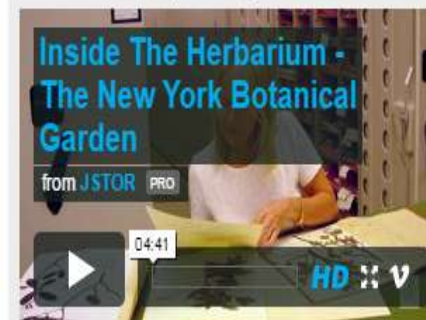 Inside The Herbarium -
The New York Botanical
Garden
from JSTOR PRO
04:41
HD